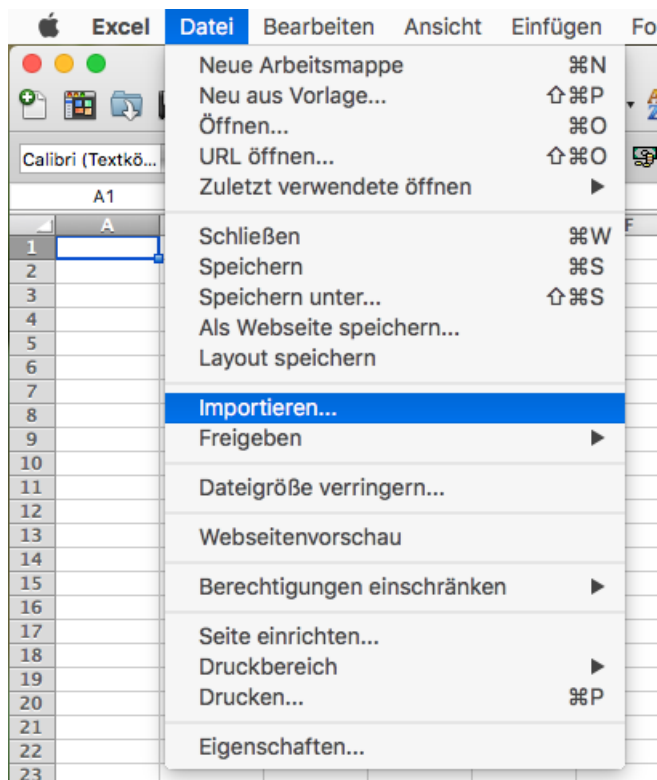 Excel Datei Bearbeiten Ansicht Einfügen Fo
Neue Arbeitsmappe ⌘N
Neu aus Vorlage... ⇧⌘P
Öffnen... ⌘O
Calibri (Textkö... URL öffnen... ⇧⌘O
A1 Zuletzt verwendete öffnen ▶
A F
1 Schließen ⌘W
2 Speichern ⌘S
3 Speichern unter... ⇧⌘S
4 Als Webseite speichern...
5 Layout speichern
6
7
8 Importieren...
9 Freigeben ▶
10
11 Dateigröße verringern...
12
13 Webseitenvorschau
14
15 Berechtigungen einschränken ▶
16
17 Seite einrichten...
18 Druckbereich ▶
19
20 Drucken... ⌘P
21
22 Eigenschaften...
23